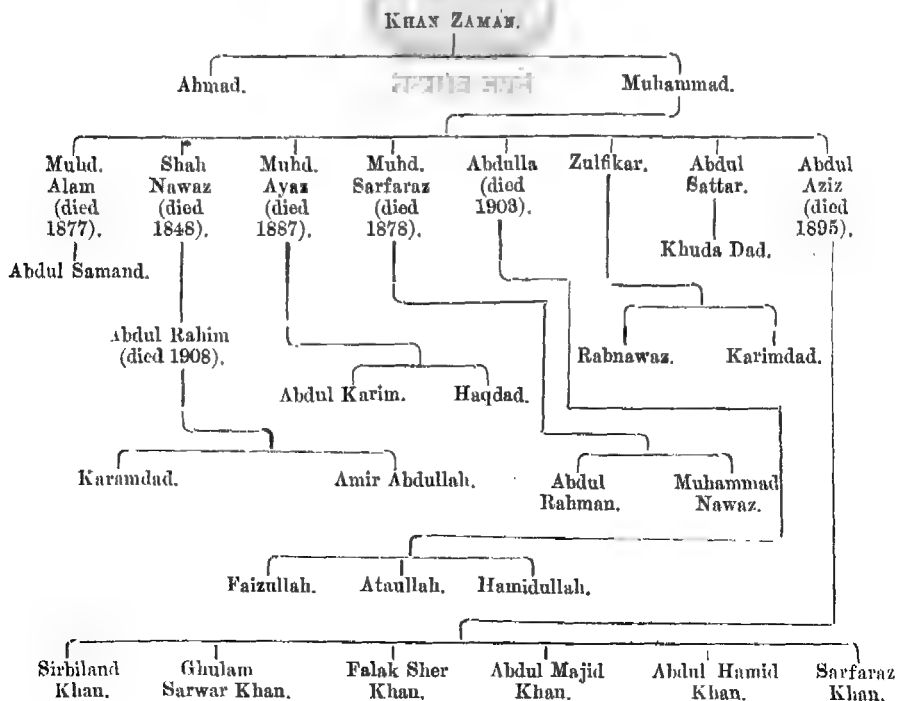 KHAN ZAMAN.
Ahmad.
Muhammad.
Muhd. Alam (died 1877).
Shah Nawaz (died 1848).
Muhd. Ayaz (died 1887).
Muhd. Sarfaraz (died 1878).
Abdulla (died 1903).
Zulfikar.
Abdul Sattar.
Abdul Aziz (died 1895).
Khuda Dad.
Abdul Samand.
Abdul Rahim (died 1908).
Rabnawaz.
Karimdad.
Abdul Karim.
Haqdad.
Karamdad.
Amir Abdullah.
Abdul Rahman.
Muhammad Nawaz.
Faizullah.
Ataullah.
Hamidullah.
Sirbiland Khan.
Ghulam Sarwar Khan.
Falak Sher Khan.
Abdul Majid Khan.
Abdul Hamid Khan.
Sarfaraz Khan.